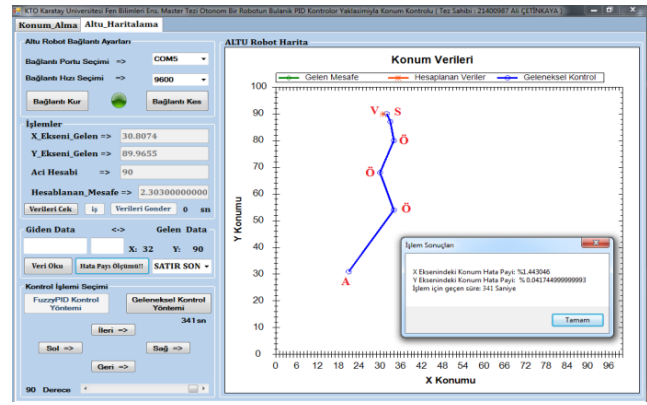 KTO Karatay Üniversitesi Fen Bilimleri Ens. Master Tezi Otonom Bir Robotun Bulanik PID Kontrolor Yaklasimiyla Konum Kontrolu ( Tez Sahibi : 21400987 Ali ÇETİNKAYA )
Konum_Alma Altu_Haritalama
Altu Robot Bağlantı Ayarları
Bağlantı Portu Seçimi => COM5
Bağlantı Hızı Seçimi => 9600
Bağlantı Kur Bağlantı Kes
İşlemler
X_Ekseni_Gelen => 30.8074
Y_Ekseni_Gelen => 89.9655
Aci Hesabi => 90
Hesablanan_Mesafe => 2.30300000000
Verileri Cek iş Verileri Gonder 0 sn
Giden Data <-> Gelen Data
X: 32 Y: 90
Veri Oku Hata Payı Ölçümü!! SATIR SON
Kontrol İşlemi Seçimi
FuzzyPID Kontrol Yöntemi
Geleneksel Kontrol Yöntemi
341 sn
İleri =>
Sol => Sağ =>
Geri =>
90 Derece
ALTU Robot Harita
Konum Verileri
Gelen Mesafe Hesaplanan Veriler Geleneksel Kontrol
Y Konumu
100
90
80
70
60
50
40
30
20
10
0
V S
Ö
Ö
Ö
A
0 6 12 18 24 30 36 42 48 54 60 66 72 78 84 90 96
X Konumu
İşlem Sonuçları
X Eksenindeki Konum Hata Payi: %1.443046
Y Eksenindeki Konum Hata Payi: % 0.041744999999993
İşlem için geçen süre: 341 Saniye
Tamam